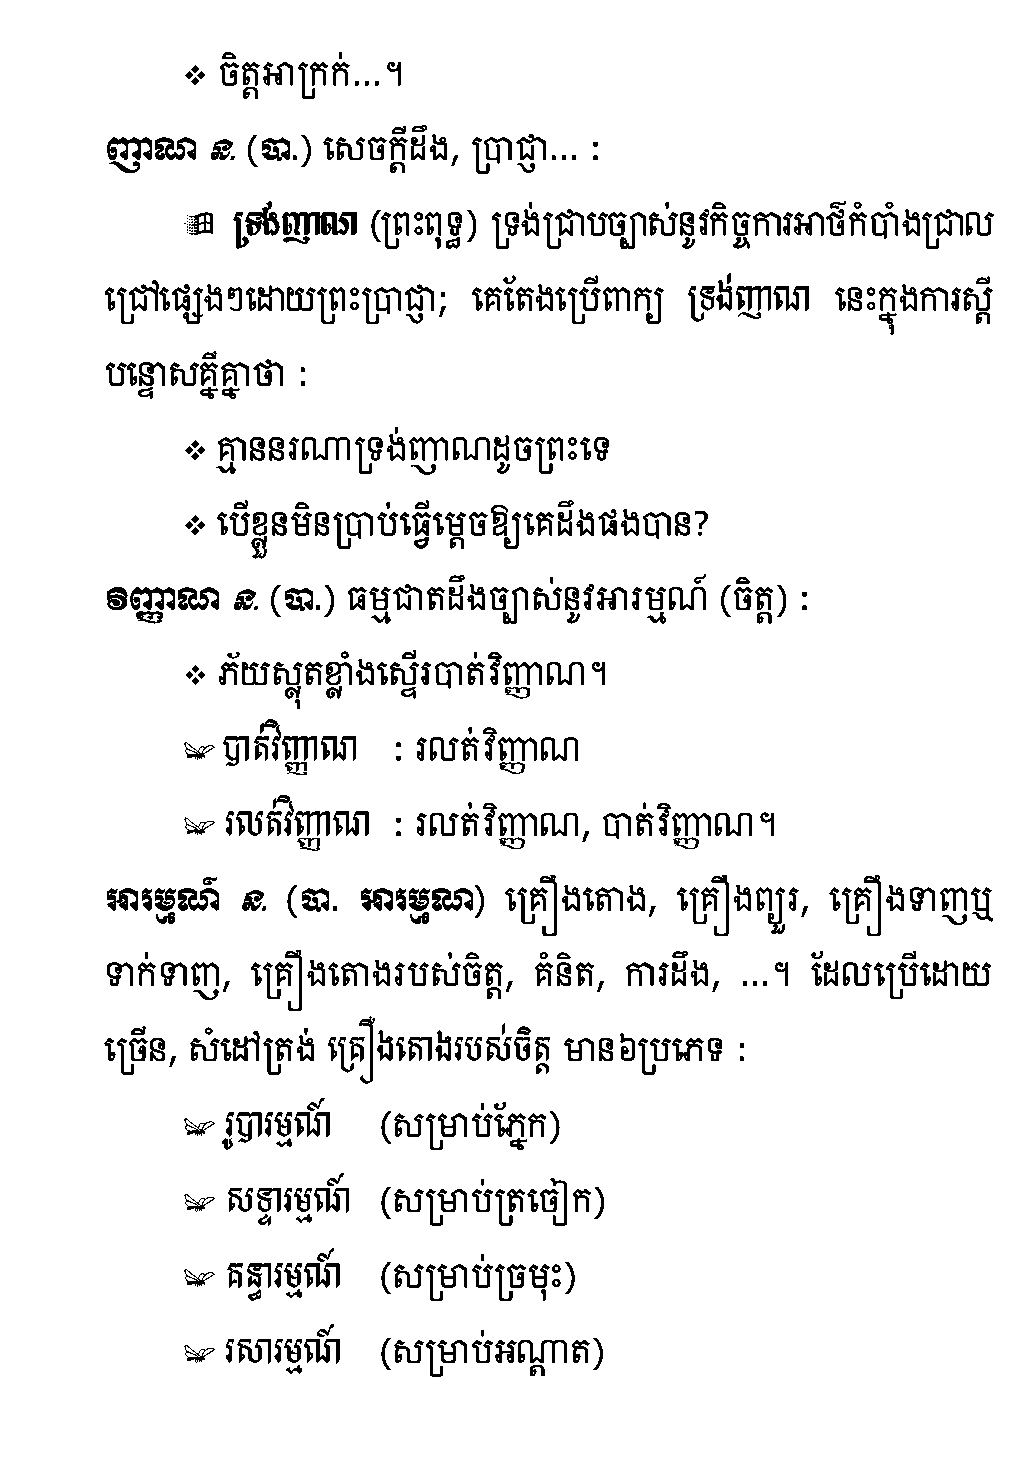 ❖ ចិត្តអាក្រក់...។
ញាណ ន. (បា.) សេចក្តីដឹង, ប្រាជ្ញា... :
ទ្រង់ញាណ (ព្រះពុទ្ធ) ទ្រង់ជ្រាបច្បាស់នូវកិច្ចការអាថ៌កំបាំងជ្រាល
ជ្រៅផ្សេងៗដោយព្រះប្រាជ្ញា; គេតែងប្រើពាក្យ ទ្រង់ញាណ នេះក្នុងការស្តី
បន្ទោសគ្នីគ្នាថា :
❖ គ្មាននរណាទ្រង់ញាណដូចព្រះទេ
❖ បើខ្លួនមិនប្រាប់ធ្វើម្តេចឱ្យគេដឹងផងបាន?
វិញ្ញាណ ន. (បា.) ធម្មជាតដឹងច្បាស់នូវអារម្មណ៍ (ចិត្ត) :
❖ ភ័យស្លុតខ្លាំងស្ទើរបាត់វិញ្ញាណ។
បាត់វិញ្ញាណ : រលត់វិញ្ញាណ
រលត់វិញ្ញាណ : រលត់វិញ្ញាណ, បាត់វិញ្ញាណ។
អារម្មណ៍ ន. (បា. អារម្មណ) គ្រឿងតោង, គ្រឿងព្យួរ, គ្រឿងទាញឬ
ទាក់ទាញ, គ្រឿងតោងរបស់ចិត្ត, គំនិត, ការដឹង, ...។ ដែលប្រើដោយ
ច្រើន, សំដៅត្រង់ គ្រឿងតោងរបស់ចិត្ត មាន៦ប្រភេទ :
រូបារម្មណ៍ (សម្រាប់ភ្នែក)
សទ្ទារម្មណ៍ (សម្រាប់ត្រចៀក)
គន្ធារម្មណ៍ (សម្រាប់ច្រមុះ)
រសារម្មណ៍ (សម្រាប់អណ្តាត)